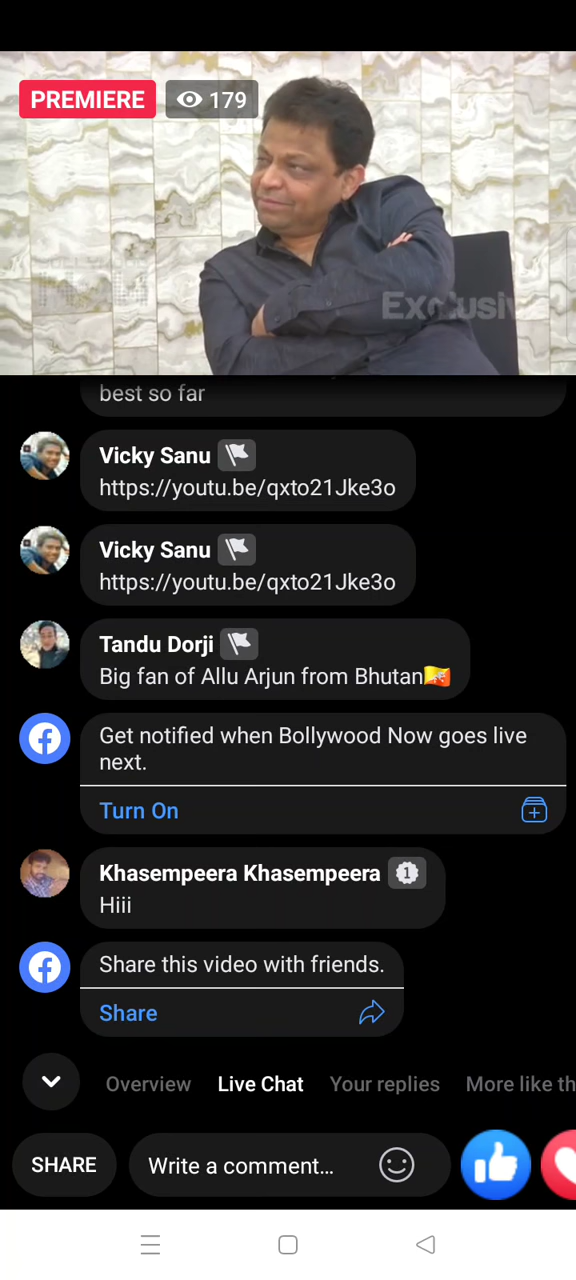 PREMIERE 179
Exclusiv
best so far
Vicky Sanu
https://youtu.be/qxto21Jke3o
Vicky Sanu
https://youtu.be/qxto21Jke3o
Tandu Dorji
Big fan of Allu Arjun from Bhutan🇧🇹
Get notified when Bollywood Now goes live
next.
Turn On
Khasempeera Khasempeera 1
Hiii
Share this video with friends.
Share
Overview Live Chat Your replies More like th
SHARE Write a comment...